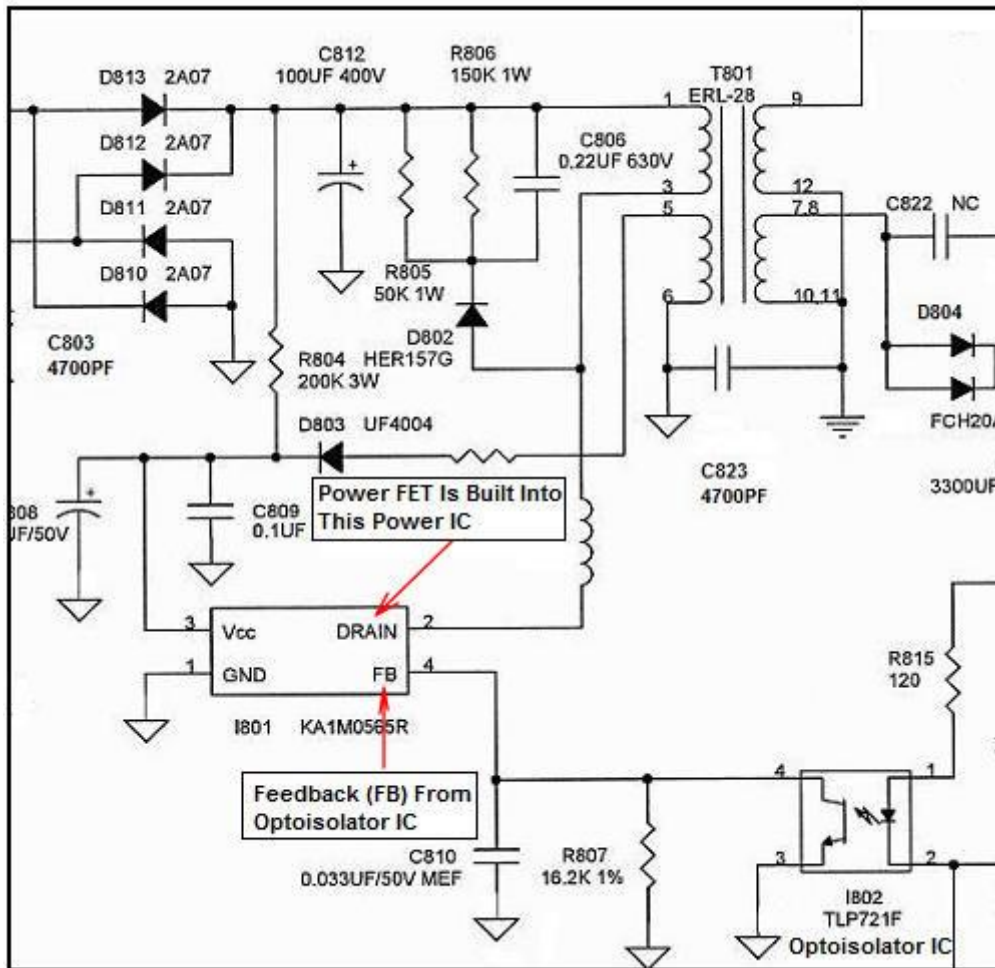 C812
100UF 400V
R806
150K 1W
D813 2A07
T801
ERL-28
1
9
D812 2A07
C806
0.22UF 630V
3
12
D811 2A07
5
7,8
C822 NC
D810 2A07
R805
50K 1W
6
10,11
D804
C803
4700PF
D802
HER157G
R804
200K 3W
FCH20
D803 UF4004
C823
4700PF
3300UF
Power FET Is Built Into
This Power IC
808
UF/50V
C809
0.1UF
3
Vcc
DRAIN
2
1
GND
FB
4
R815
120
I801 KA1M0565R
Feedback (FB) From
Optoisolator IC
4
1
C810
0.033UF/50V MEF
R807
16.2K 1%
3
2
I802
TLP721F
Optoisolator IC